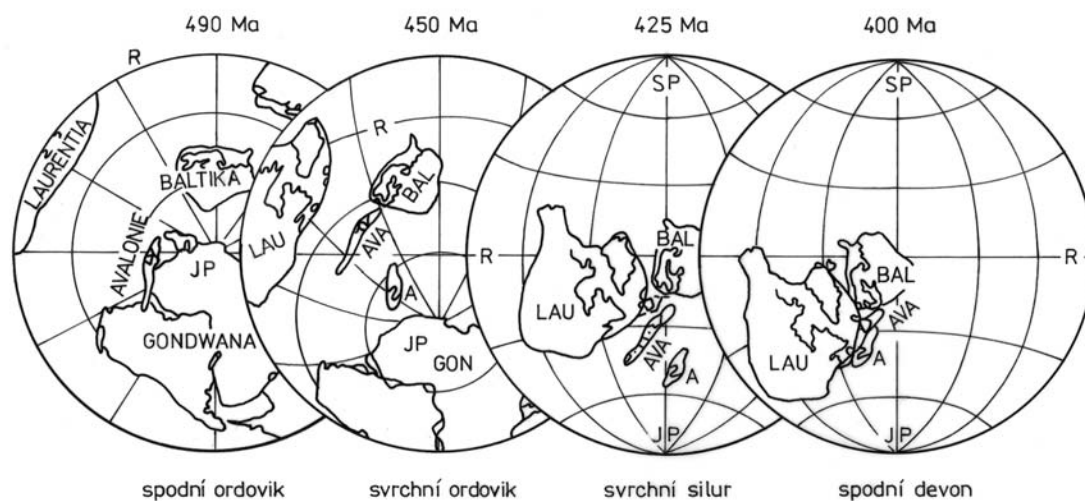 490 Ma
450 Ma
425 Ma
400 Ma
R
LAURENTIA
BALTIKA
AVALONIE
JP
GONDWANA
R
BAL
LAU
AVA
A
JP
GON
SP
R
BAL
LAU
AVA
A
JP
SP
R
BAL
AVA
LAU
A
JP
spodní ordovik
svrchní ordovik
svrchní silur
spodní devon